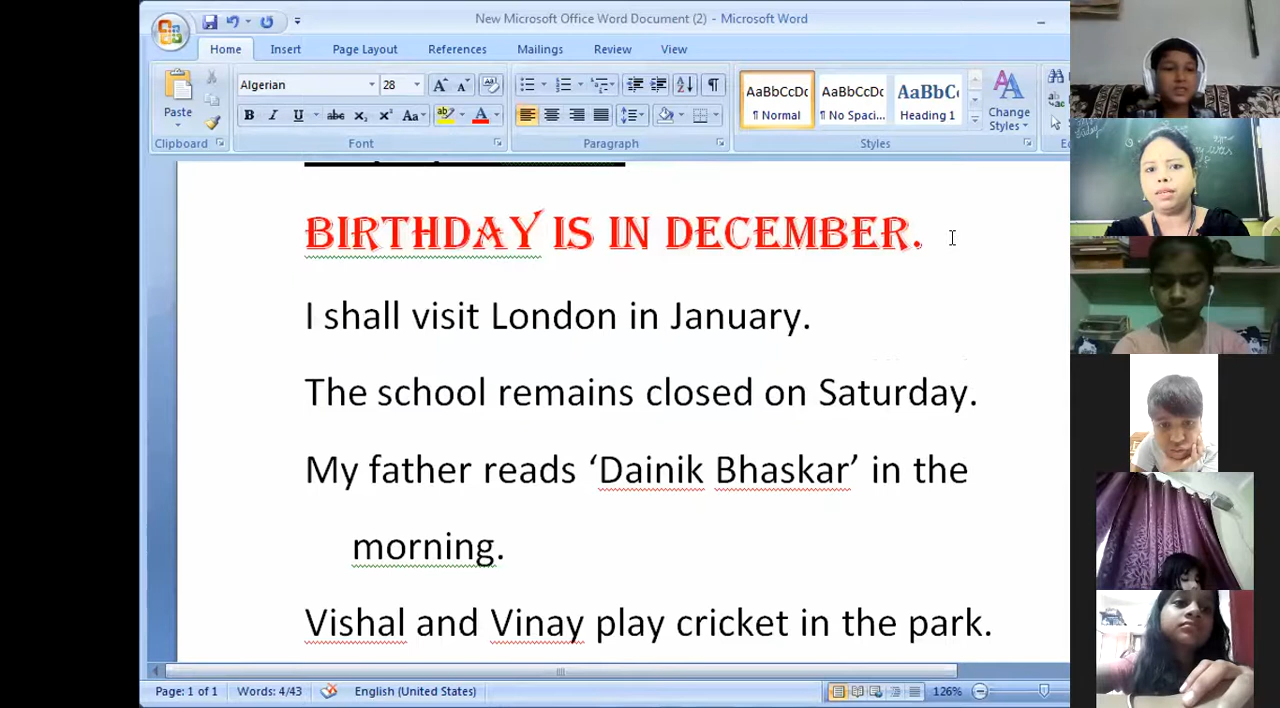 New Microsoft Office Word Document (2) - Microsoft Word
Home Insert Page Layout References Mailings Review View
Algerian 28
AaBbCcDc AaBbCcDc AaBbC
Paste
¶ Normal ¶ No Spaci... Heading 1
Change
Styles
Clipboard Font Paragraph Styles
BIRTHDAY IS IN DECEMBER.
I shall visit London in January.
The school remains closed on Saturday.
My father reads ‘Dainik Bhaskar’ in the
morning.
Vishal and Vinay play cricket in the park.
Page: 1 of 1 Words: 4/43 English (United States) 126%